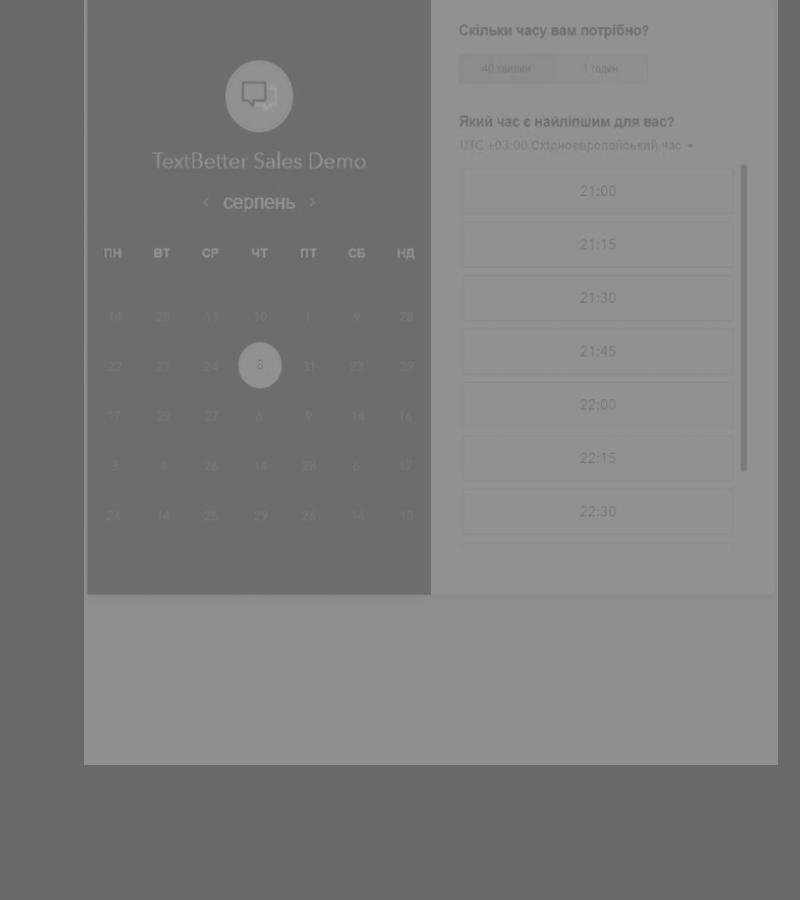 TextBetter Sales Demo
‹ серпень ›
ПН ВТ СР ЧТ ПТ СБ НД
14 28 11 10 1 9 28
22 21 24 8 31 23 29
17 29 27 6 9 14 16
3 4 26 14 28 6 17
24 14 25 29 26 14 13
Скільки часу вам потрібно?
40 хвилин 1 годин
Який час є найліпшим для вас?
UTC +03:00 Східноєвропейський час
21:00
21:15
21:30
21:45
22:00
22:15
22:30